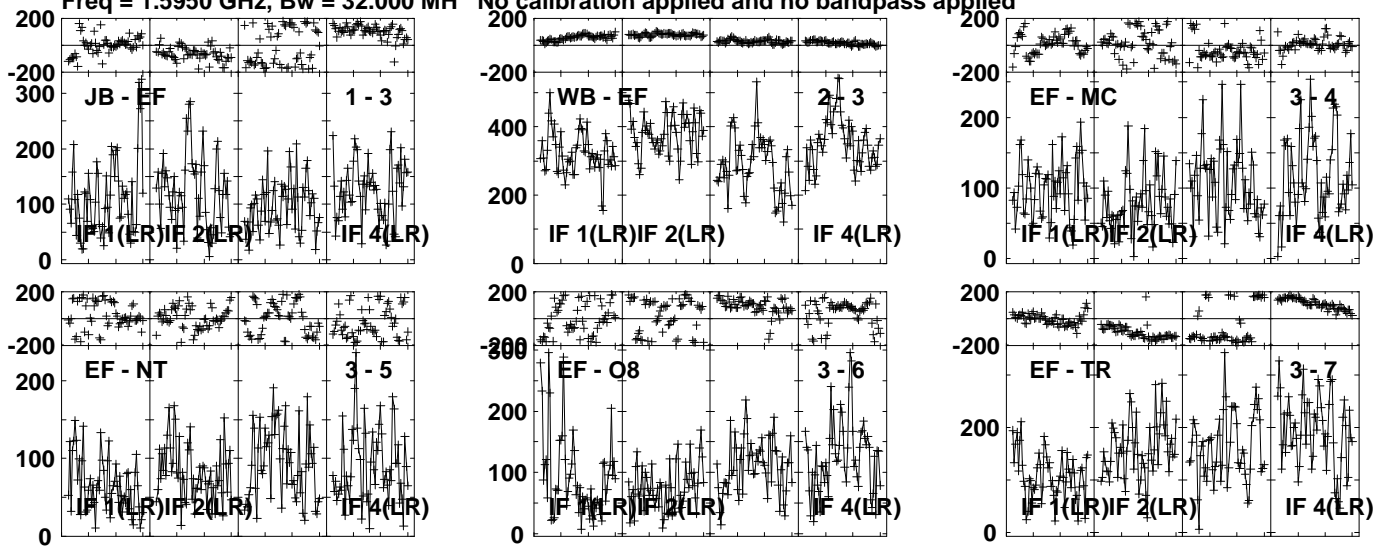 Freq = 1.5950 GHz, Bw = 32.000 MH No calibration applied and no bandpass applied
200
-200
300
200
100
0
JB - EF 1 - 3
IF 1(LR) IF 2(LR) IF 4(LR)
200
-200
400
200
0
WB - EF 2 - 3
IF 1(LR) IF 2(LR) IF 4(LR)
200
-200
200
100
0
EF - MC 3 - 4
IF 1(LR) IF 2(LR) IF 4(LR)
200
-200
200
100
0
EF - NT 3 - 5
IF 1(LR) IF 2(LR) IF 4(LR)
200
-200
300
200
100
0
EF - O8 3 - 6
IF 1(LR) IF 2(LR) IF 4(LR)
200
-200
200
0
EF - TR 3 - 7
IF 1(LR) IF 2(LR) IF 4(LR)